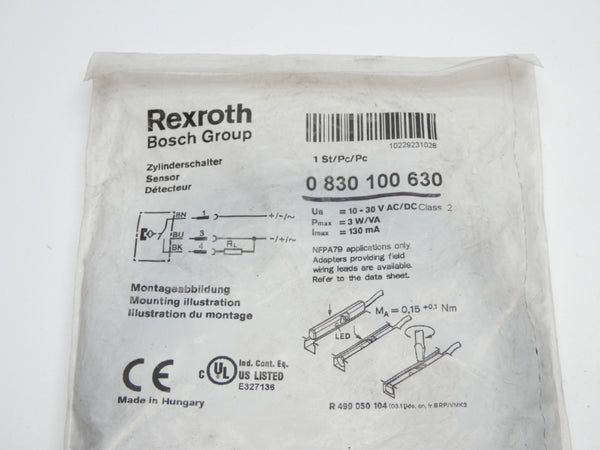 Rexroth
Bosch Group
10229231028
Zylinderschalter
Sensor
Détecteur
1 St/Pc/Pc
0 830 100 630
UB = 10 - 30 V AC/DC Class 2
Pmax = 3 W/VA
Imax = 130 mA
BN 1 +/-/~
BU 3 -/+/~
BK 4 RL
NFPA79 applications only.
Adapters providing field
wiring leads are available.
Refer to the data sheet.
Montageabbildung
Mounting illustration
Illustration du montage
MA = 0,15 +0,1 Nm
LED
CE
c UL US LISTED
Ind. Cont. Eq.
E327136
Made in Hungary
R 499 050 104